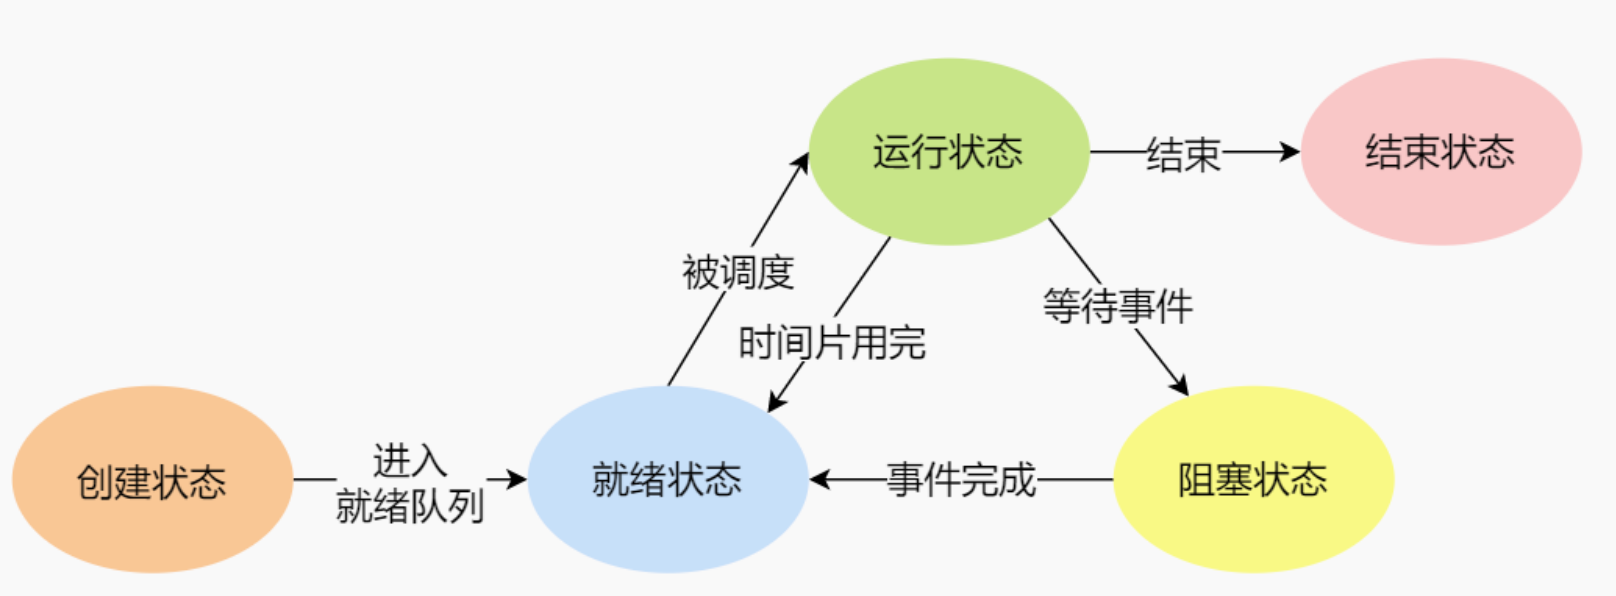 运行状态
结束
结束状态
被调度
等待事件
时间片用完
创建状态
进入
就绪队列
就绪状态
事件完成
阻塞状态